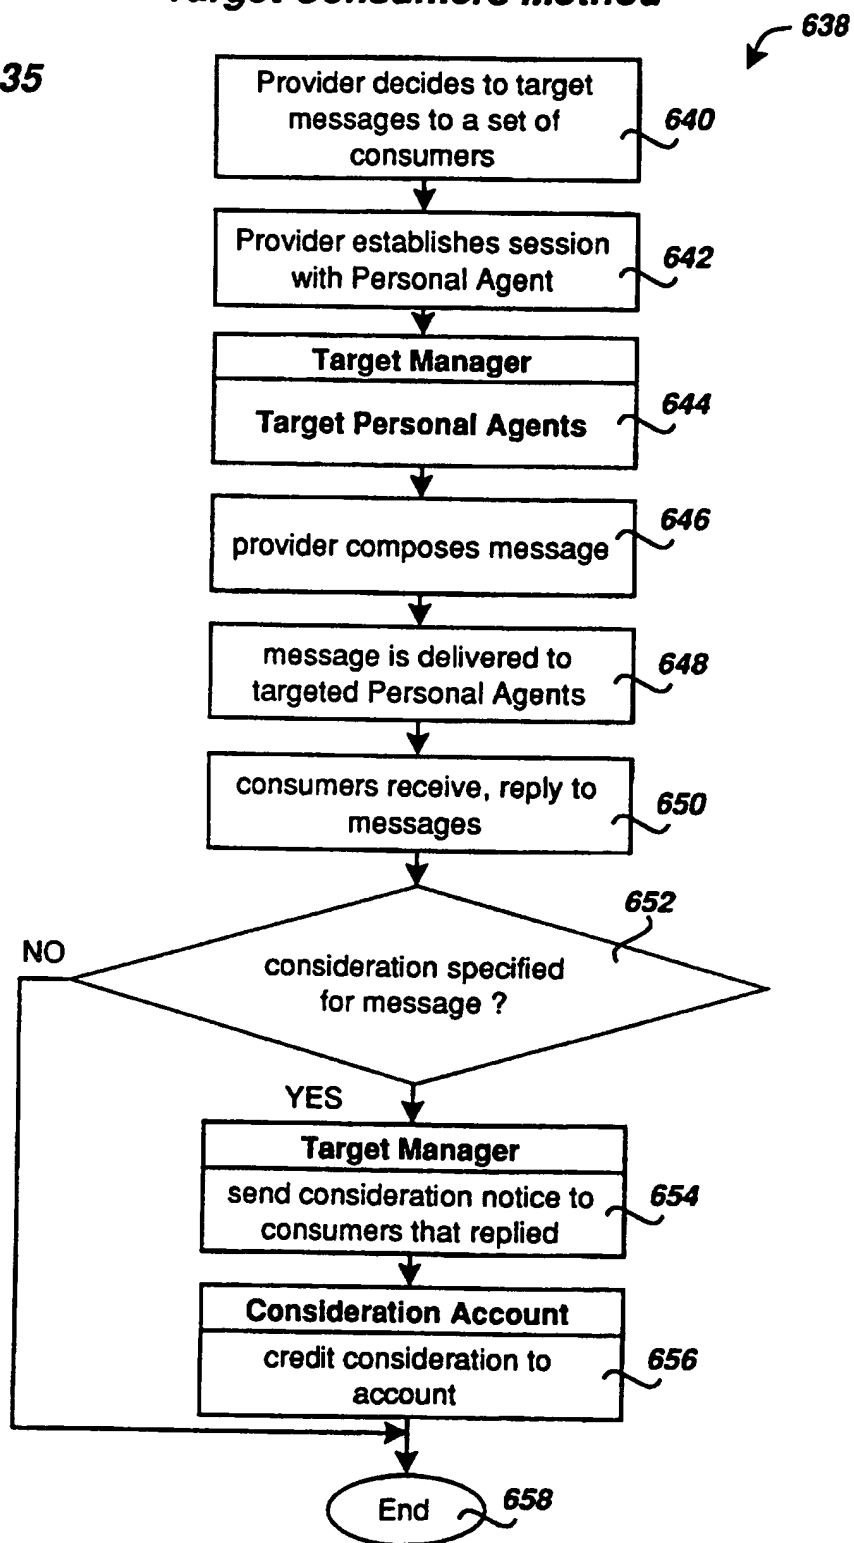 Target Consumers Method
638
35
Provider decides to target
messages to a set of
consumers
640
Provider establishes session
with Personal Agent
642
Target Manager
Target Personal Agents
644
provider composes message
646
message is delivered to
targeted Personal Agents
648
consumers receive, reply to
messages
650
652
NO
consideration specified
for message ?
YES
Target Manager
send consideration notice to
consumers that replied
654
Consideration Account
credit consideration to
account
656
End
658